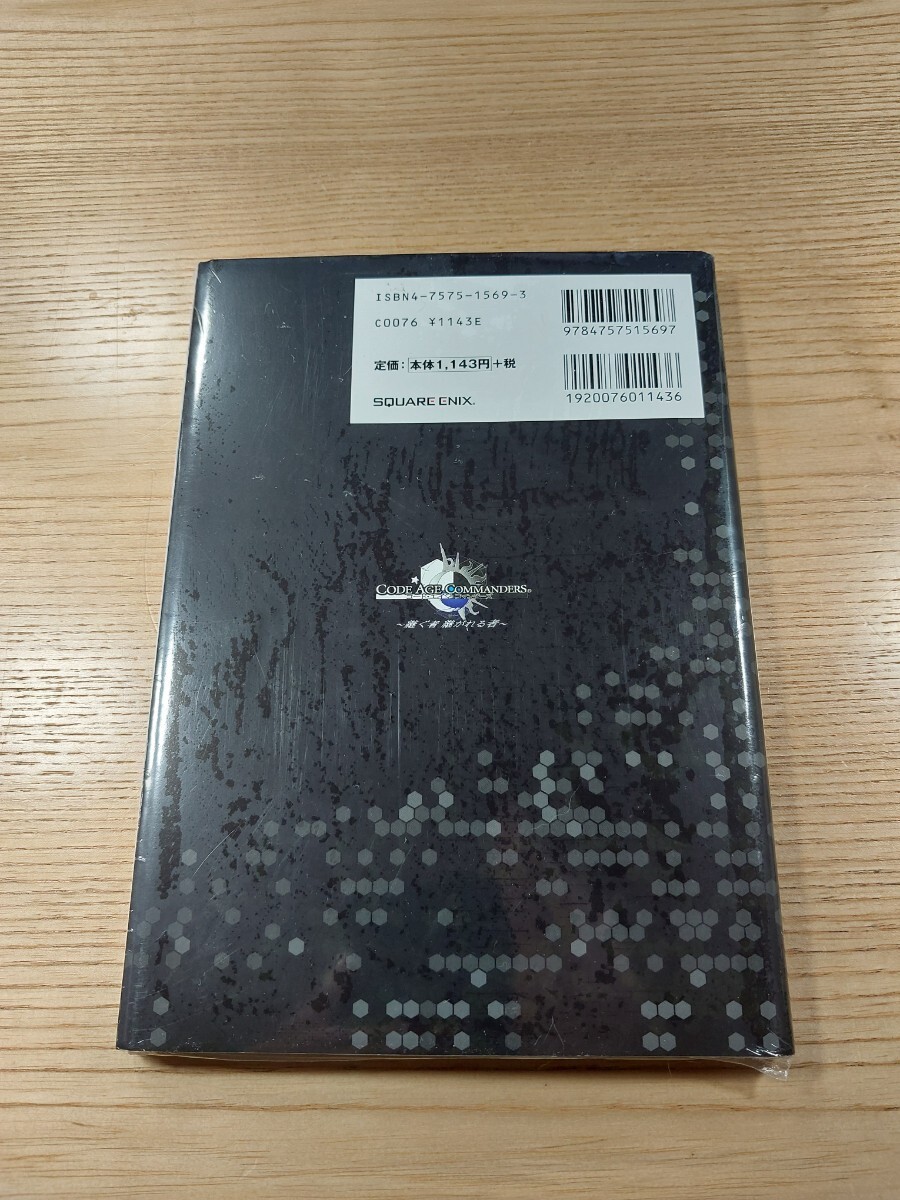 ISBN4-7575-1569-3
C0076 ¥1143E
定価：本体1,143円+税
SQUARE ENIX.
9784757515697
1920076011436
CODE AGE COMMANDERS
～継ぐ者 継がれる者～